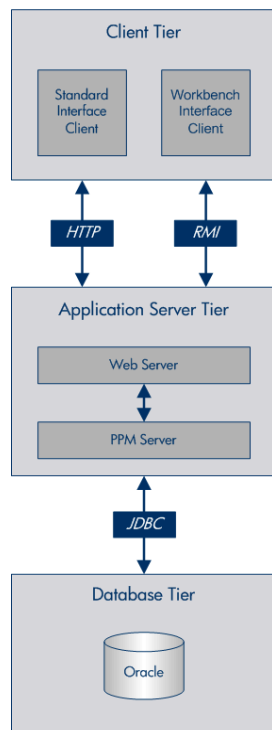 Client Tier
Standard
Interface
Client
Workbench
Interface
Client
HTTP
RMI
Application Server Tier
Web Server
PPM Server
JDBC
Database Tier
Oracle